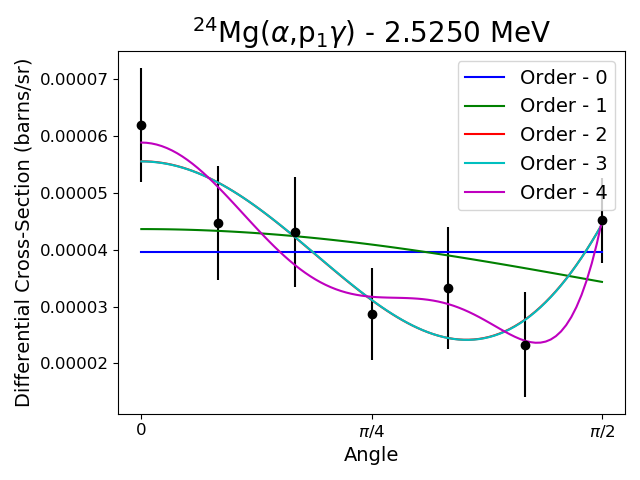 ²⁴Mg(α,p₁γ) - 2.5250 MeV
Differential Cross-Section (barns/sr)
0.00007
0.00006
0.00005
0.00004
0.00003
0.00002
Order - 0
Order - 1
Order - 2
Order - 3
Order - 4
0
π/4
π/2
Angle